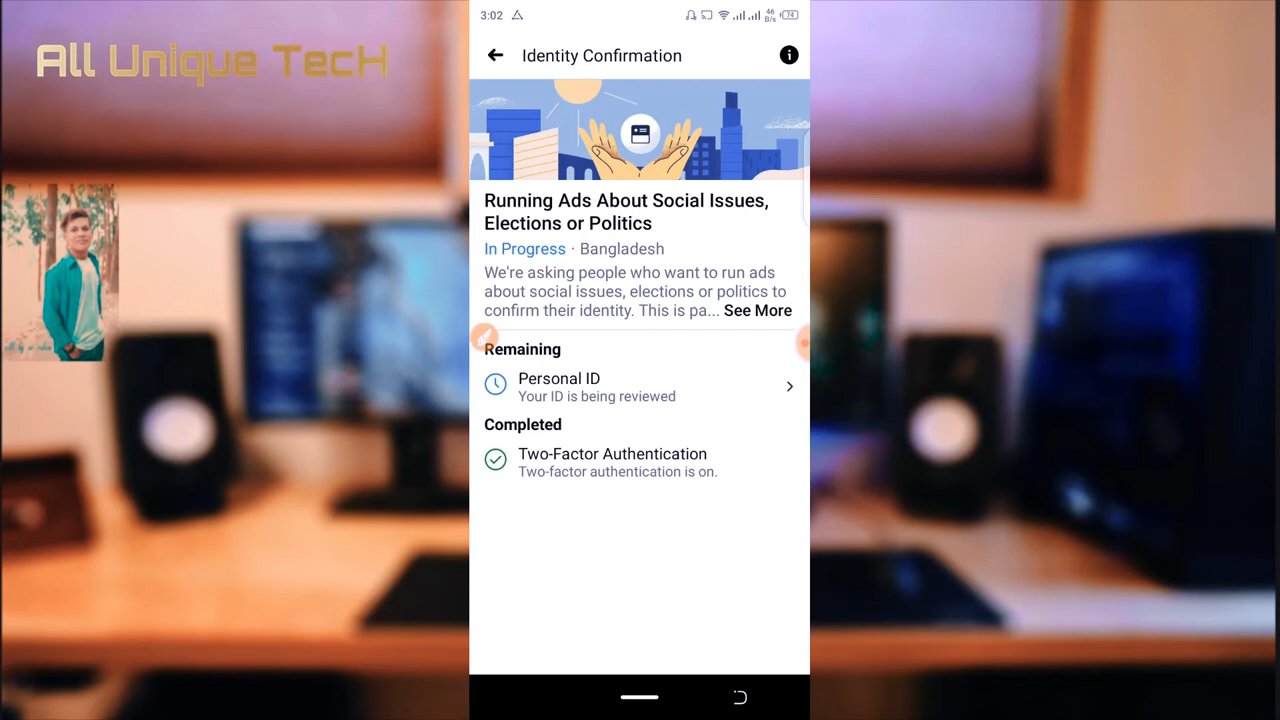 All Unique TecH
3:02
46
B/s
74
Identity Confirmation
Running Ads About Social Issues,
Elections or Politics
In Progress · Bangladesh
We're asking people who want to run ads
about social issues, elections or politics to
confirm their identity. This is pa... See More
Remaining
Personal ID
Your ID is being reviewed
Completed
Two-Factor Authentication
Two-factor authentication is on.